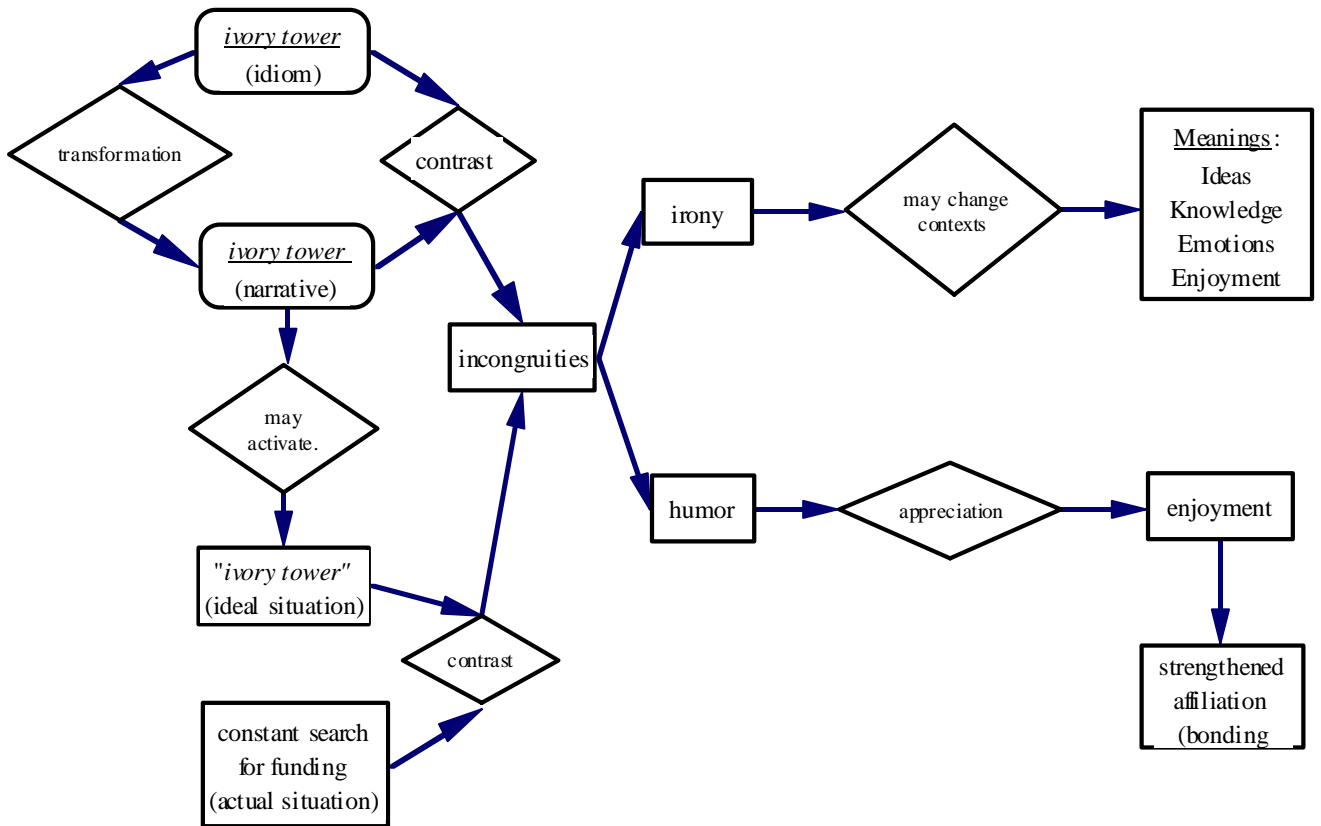 ivory tower
(idiom)
transformation
contrast
ivory tower
(narrative)
may
activate.
"ivory tower"
(ideal situation)
contrast
constant search
for funding
(actual situation)
incongruities
irony
may change
contexts
Meanings:
Ideas
Knowledge
Emotions
Enjoyment
humor
appreciation
enjoyment
strengthened
affiliation
(bonding